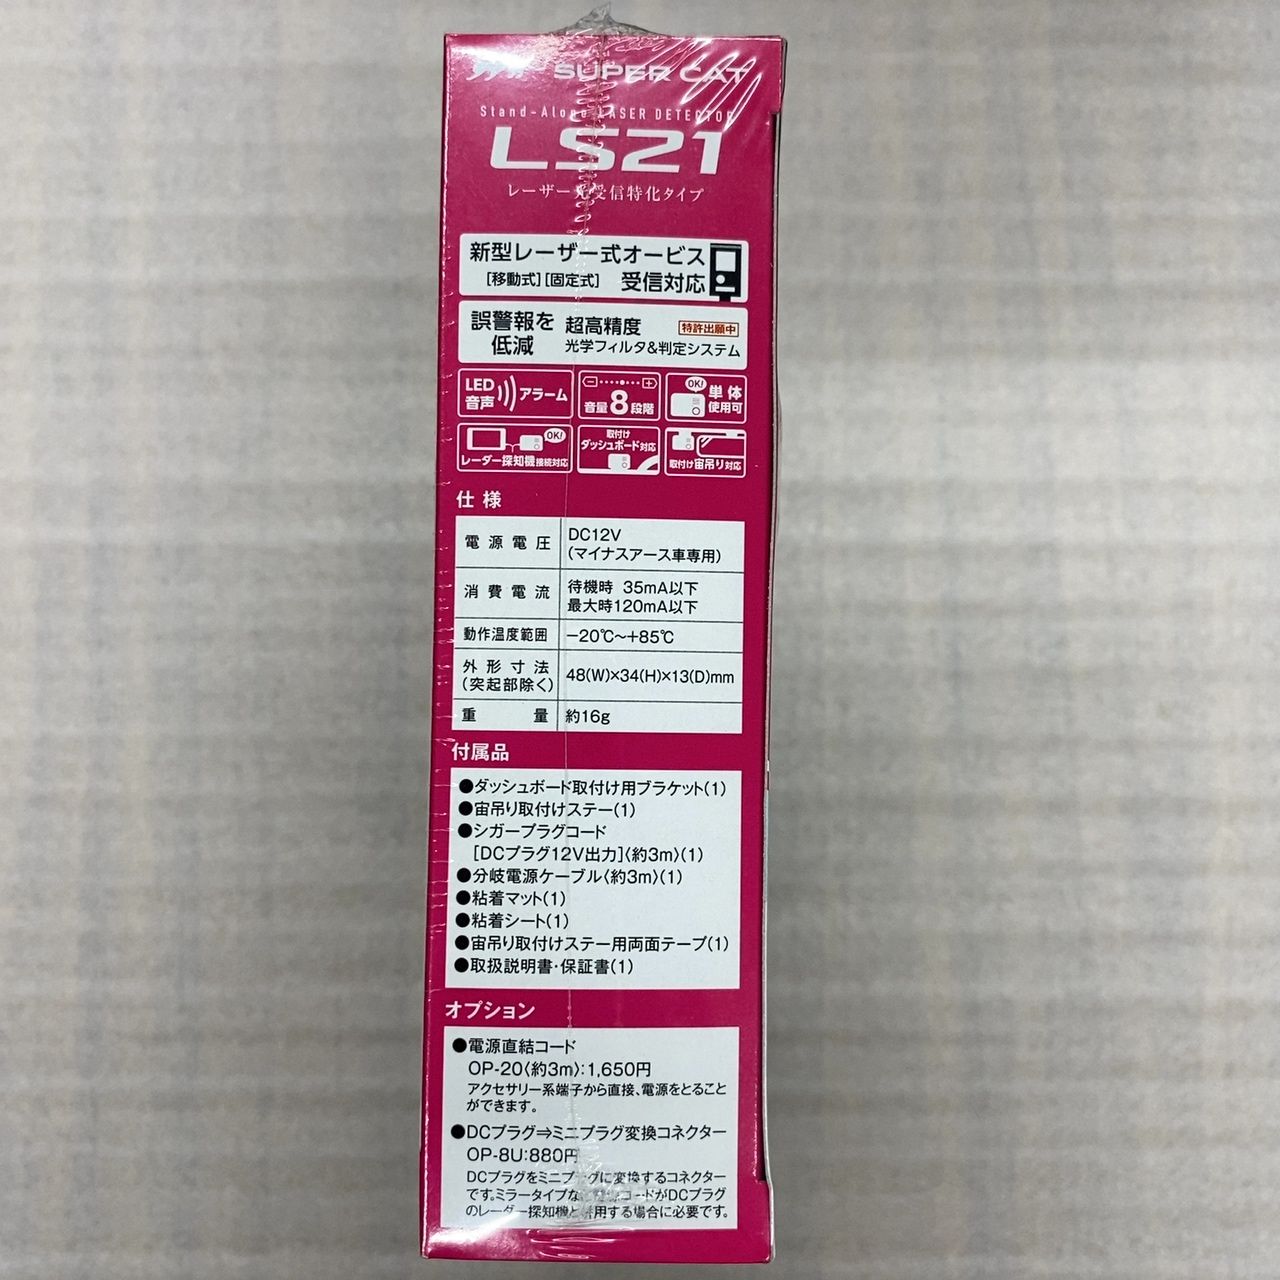 SUPER CAT
Stand-Alone LASER DETECTOR
LS21
レーザー光受信特化タイプ
新型レーザー式オービス
[移動式][固定式] 受信対応
誤警報を低減
超高精度 特許出願中
光学フィルタ&判定システム
LED音声 アラーム
音量8段階
OK! 単体使用可
OK!
レーダー探知機接続対応
取付けダッシュボード対応
取付け宙吊り対応
仕様
電源電圧 DC12V
(マイナスアース車専用)
消費電流 待機時 35mA以下
最大時120mA以下
動作温度範囲 −20℃〜+85℃
外形寸法
(突起部除く) 48(W)×34(H)×13(D)mm
重量 約16g
付属品
●ダッシュボード取付け用ブラケット(1)
●宙吊り取付けステー(1)
●シガープラグコード
[DCプラグ12V出力]〈約3m〉(1)
●分岐電源ケーブル〈約3m〉(1)
●粘着マット(1)
●粘着シート(1)
●宙吊り取付けステー用両面テープ(1)
●取扱説明書・保証書(1)
オプション
●電源直結コード
OP-20〈約3m〉:1,650円
アクセサリー系端子から直接、電源をとること
ができます。
●DCプラグ⇒ミニプラグ変換コネクター
OP-8U:880円
DCプラグをミニプラグに変換するコネクター
です。ミラータイプな コードがDCプラグ
のレーダー探知機と併用する場合に必要です。